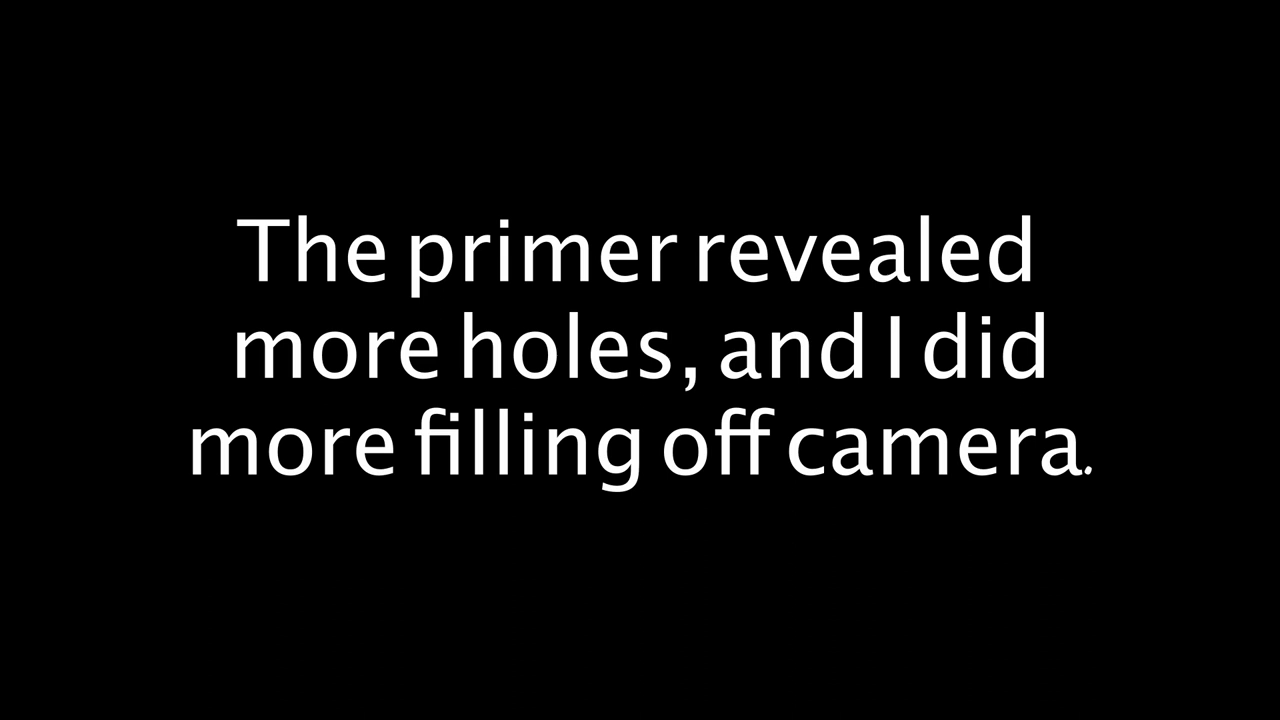 The primer revealed
more holes, and I did
more filling off camera.